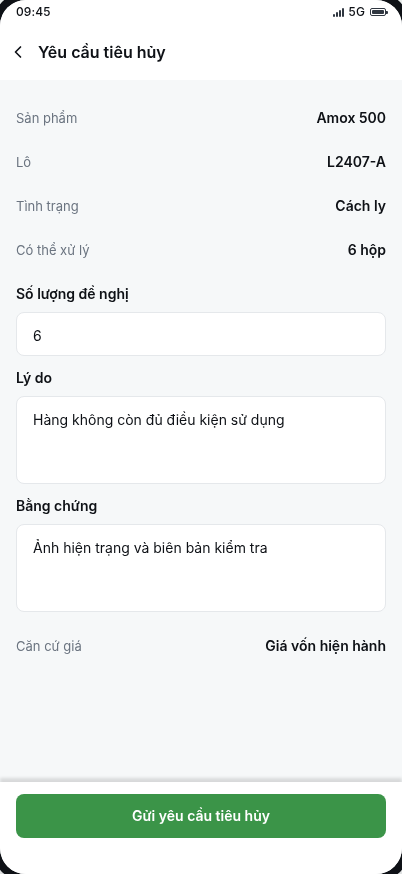 09:45
5G
Yêu cầu tiêu hủy
Sản phẩm
Amox 500
Lô
L2407-A
Tình trạng
Cách ly
Có thể xử lý
6 hộp
Số lượng đề nghị
6
Lý do
Hàng không còn đủ điều kiện sử dụng
Bằng chứng
Ảnh hiện trạng và biên bản kiểm tra
Căn cứ giá
Giá vốn hiện hành
Gửi yêu cầu tiêu hủy